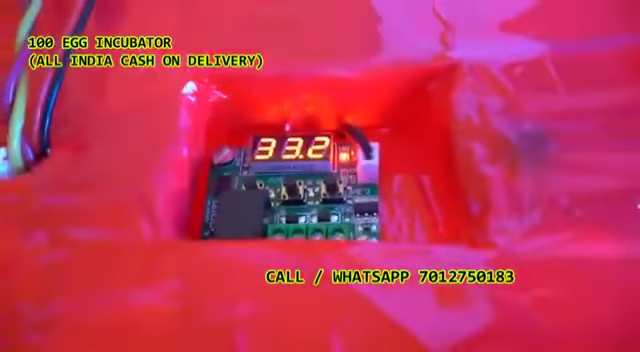 100 EGG INCUBATOR
(ALL INDIA CASH ON DELIVERY)
33.2
CALL / WHATSAPP 7012750183